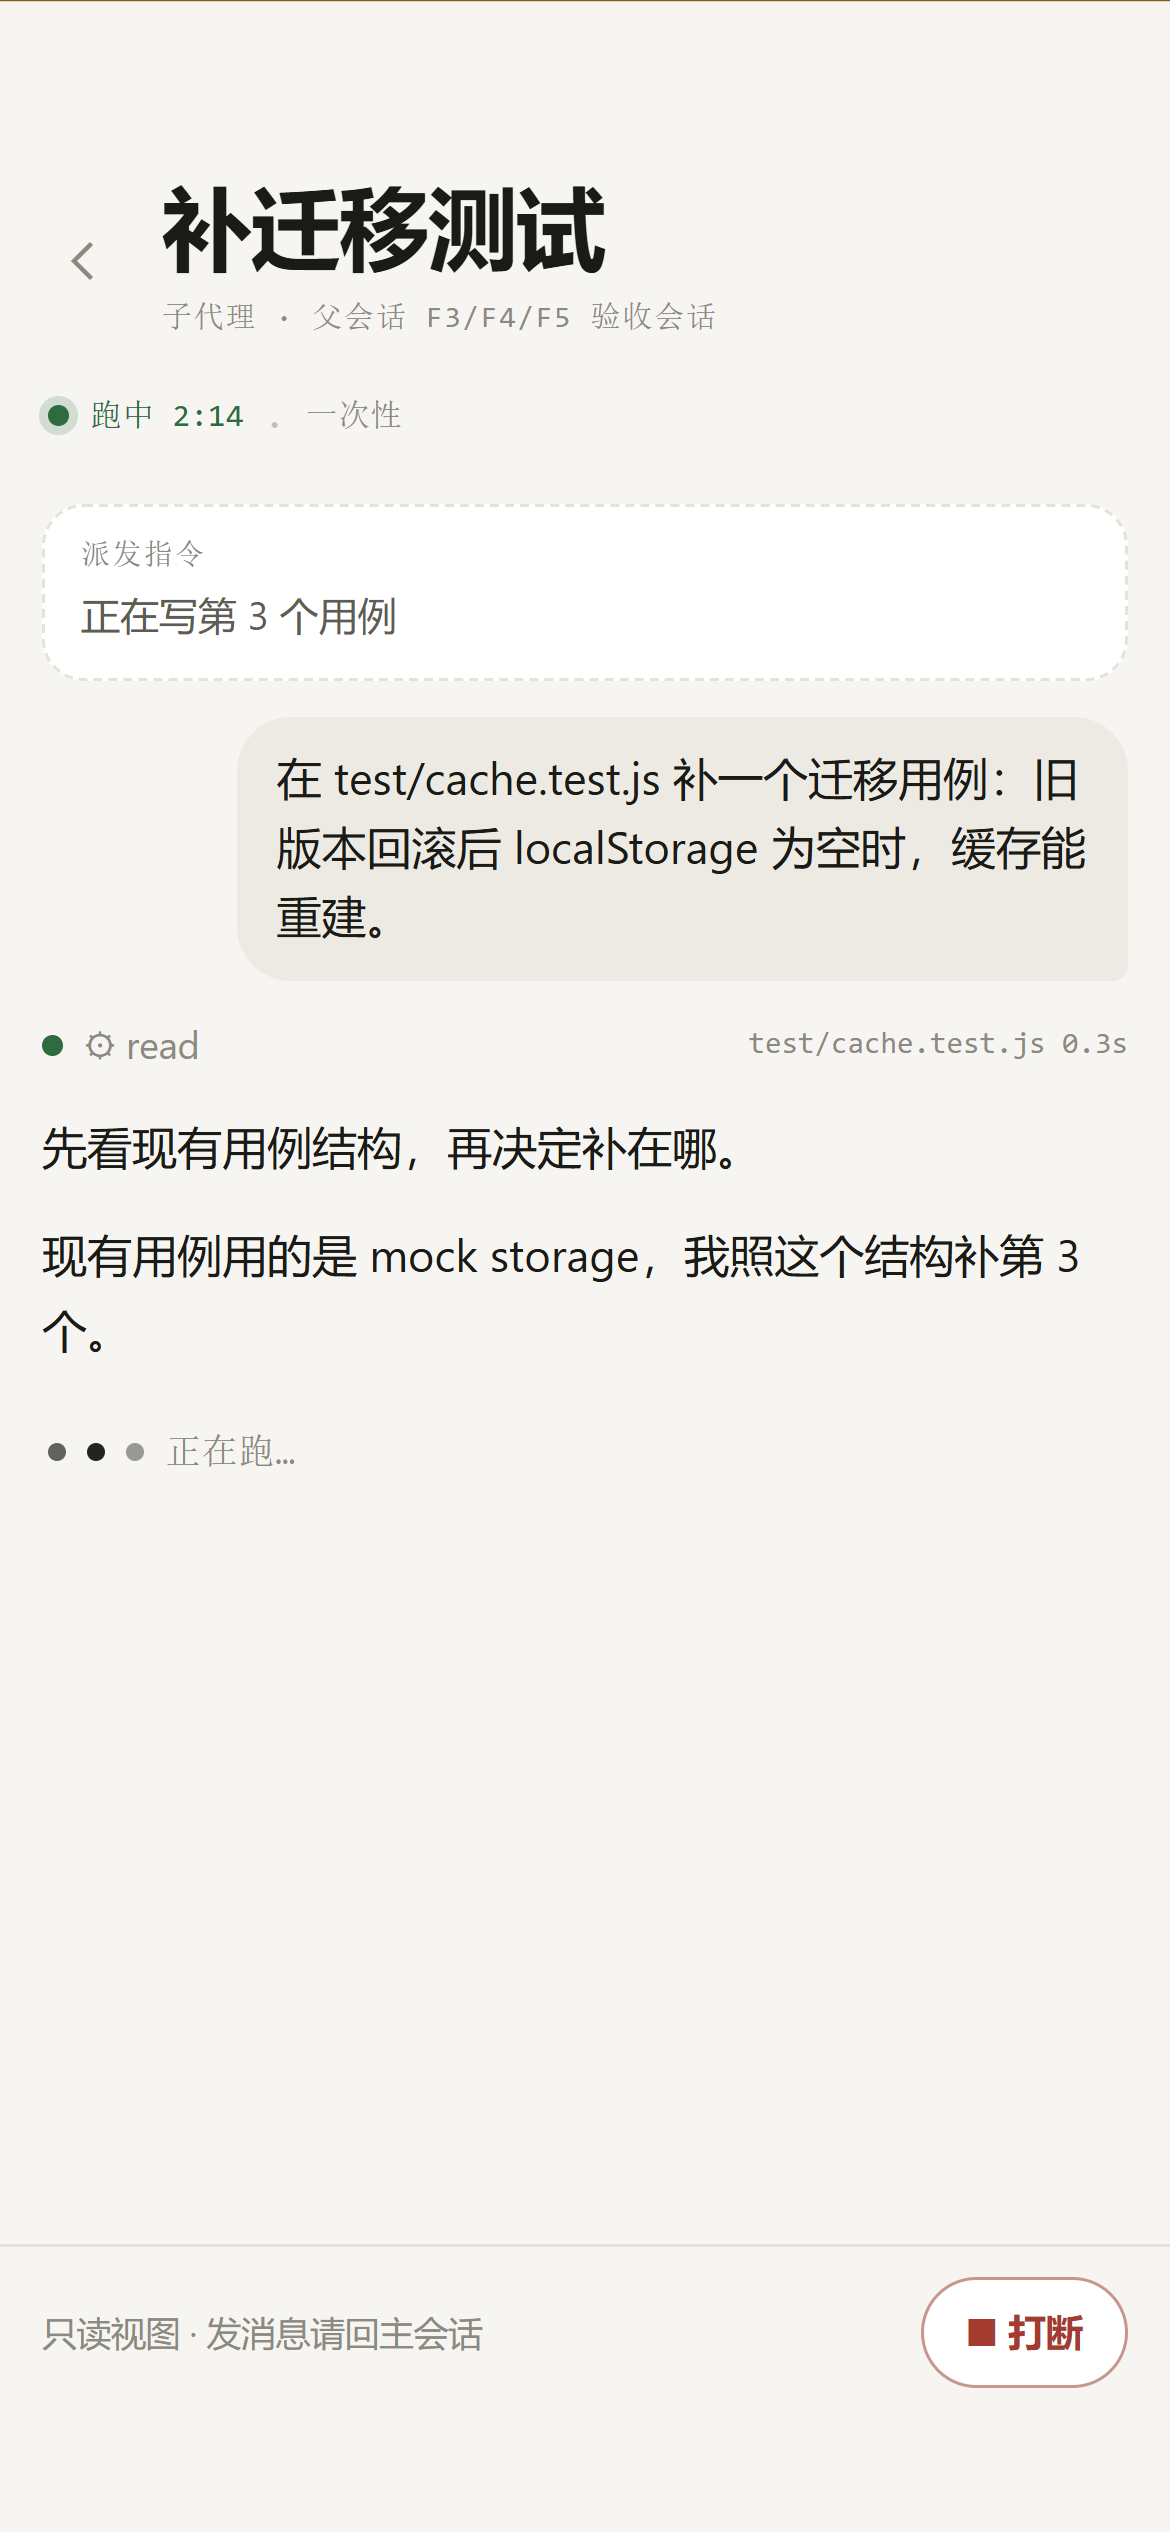 补迁移测试
子代理 · 父会话 F3/F4/F5 验收会话
跑中 2:14 . 一次性
派发指令
正在写第 3 个用例
在 test/cache.test.js 补一个迁移用例：旧
版本回滚后 localStorage 为空时，缓存能
重建。
⚙ read test/cache.test.js 0.3s
先看现有用例结构，再决定补在哪。
现有用例用的是 mock storage，我照这个结构补第 3
个。
正在跑…
只读视图 · 发消息请回主会话
■ 打断